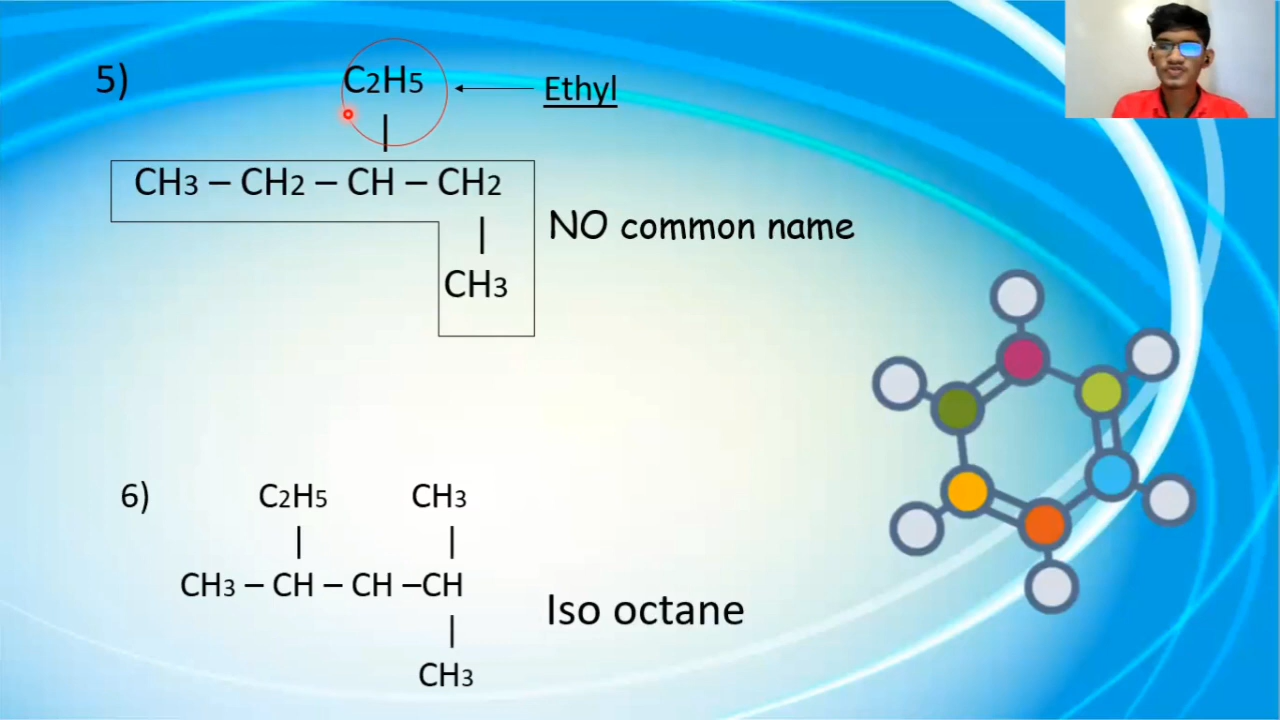 5)
C2H5
Ethyl
|
CH3 – CH2 – CH – CH2
|
NO common name
CH3
6)
C2H5 CH3
| |
CH3 – CH – CH –CH
Iso octane
|
CH3